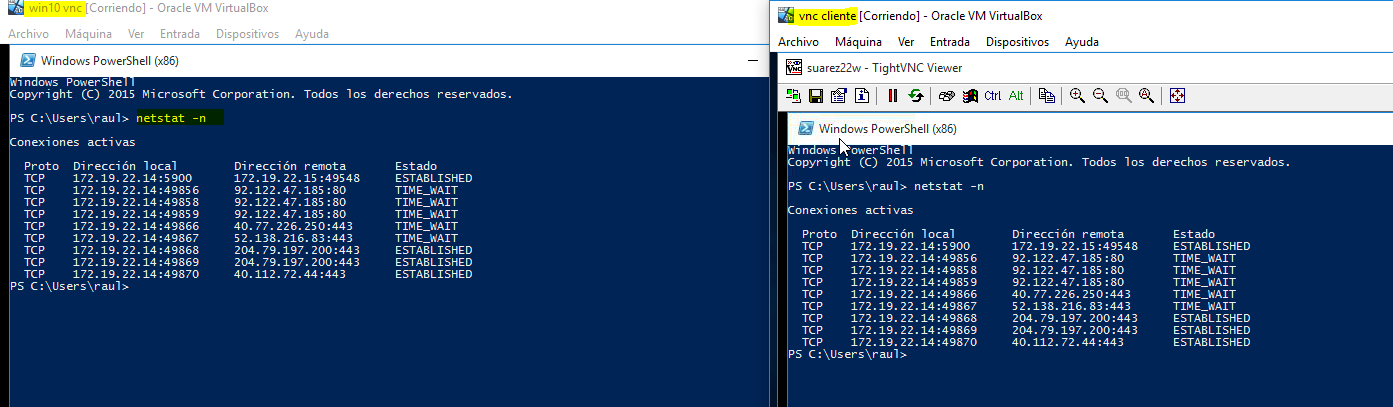 win10 vnc [Corriendo] - Oracle VM VirtualBox
Archivo Máquina Ver Entrada Dispositivos Ayuda
Windows PowerShell (x86)
Windows PowerShell
Copyright (C) 2015 Microsoft Corporation. Todos los derechos reservados.
PS C:\Users\raul> netstat -n
Conexiones activas
Proto Dirección local Dirección remota Estado
TCP 172.19.22.14:5900 172.19.22.15:49548 ESTABLISHED
TCP 172.19.22.14:49856 92.122.47.185:80 TIME_WAIT
TCP 172.19.22.14:49858 92.122.47.185:80 TIME_WAIT
TCP 172.19.22.14:49859 92.122.47.185:80 TIME_WAIT
TCP 172.19.22.14:49866 40.77.226.250:443 TIME_WAIT
TCP 172.19.22.14:49867 52.138.216.83:443 TIME_WAIT
TCP 172.19.22.14:49868 204.79.197.200:443 ESTABLISHED
TCP 172.19.22.14:49869 204.79.197.200:443 ESTABLISHED
TCP 172.19.22.14:49870 40.112.72.44:443 ESTABLISHED
PS C:\Users\raul>
vnc cliente [Corriendo] - Oracle VM VirtualBox
Archivo Máquina Ver Entrada Dispositivos Ayuda
suarez22w - TightVNC Viewer
Ctrl Alt
Windows PowerShell (x86)
Windows PowerShell
Copyright (C) 2015 Microsoft Corporation. Todos los derechos reservados.
PS C:\Users\raul> netstat -n
Conexiones activas
Proto Dirección local Dirección remota Estado
TCP 172.19.22.14:5900 172.19.22.15:49548 ESTABLISHED
TCP 172.19.22.14:49856 92.122.47.185:80 TIME_WAIT
TCP 172.19.22.14:49858 92.122.47.185:80 TIME_WAIT
TCP 172.19.22.14:49859 92.122.47.185:80 TIME_WAIT
TCP 172.19.22.14:49866 40.77.226.250:443 TIME_WAIT
TCP 172.19.22.14:49867 52.138.216.83:443 TIME_WAIT
TCP 172.19.22.14:49868 204.79.197.200:443 ESTABLISHED
TCP 172.19.22.14:49869 204.79.197.200:443 ESTABLISHED
TCP 172.19.22.14:49870 40.112.72.44:443 ESTABLISHED
PS C:\Users\raul>